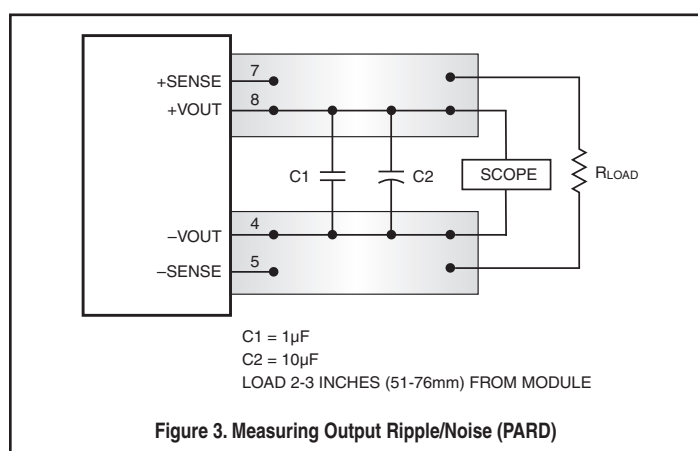 +SENSE 7
+VOUT 8
C1 C2 SCOPE RLOAD
−VOUT 4
−SENSE 5
C1 = 1µF
C2 = 10µF
LOAD 2-3 INCHES (51-76mm) FROM MODULE
Figure 3. Measuring Output Ripple/Noise (PARD)